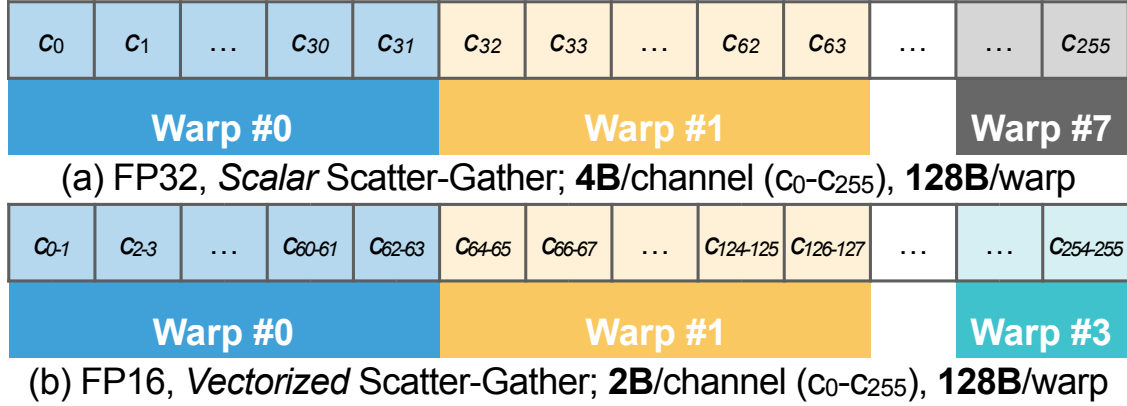 c0 c1 ... c30 c31 c32 c33 ... c62 c63 ... ... c255
Warp #0 Warp #1 Warp #7
(a) FP32, Scalar Scatter-Gather; 4B/channel (c0-c255), 128B/warp
c0-1 c2-3 ... c60-61 c62-63 c64-65 c66-67 ... c124-125 c126-127 ... ... c254-255
Warp #0 Warp #1 Warp #3
(b) FP16, Vectorized Scatter-Gather; 2B/channel (c0-c255), 128B/warp